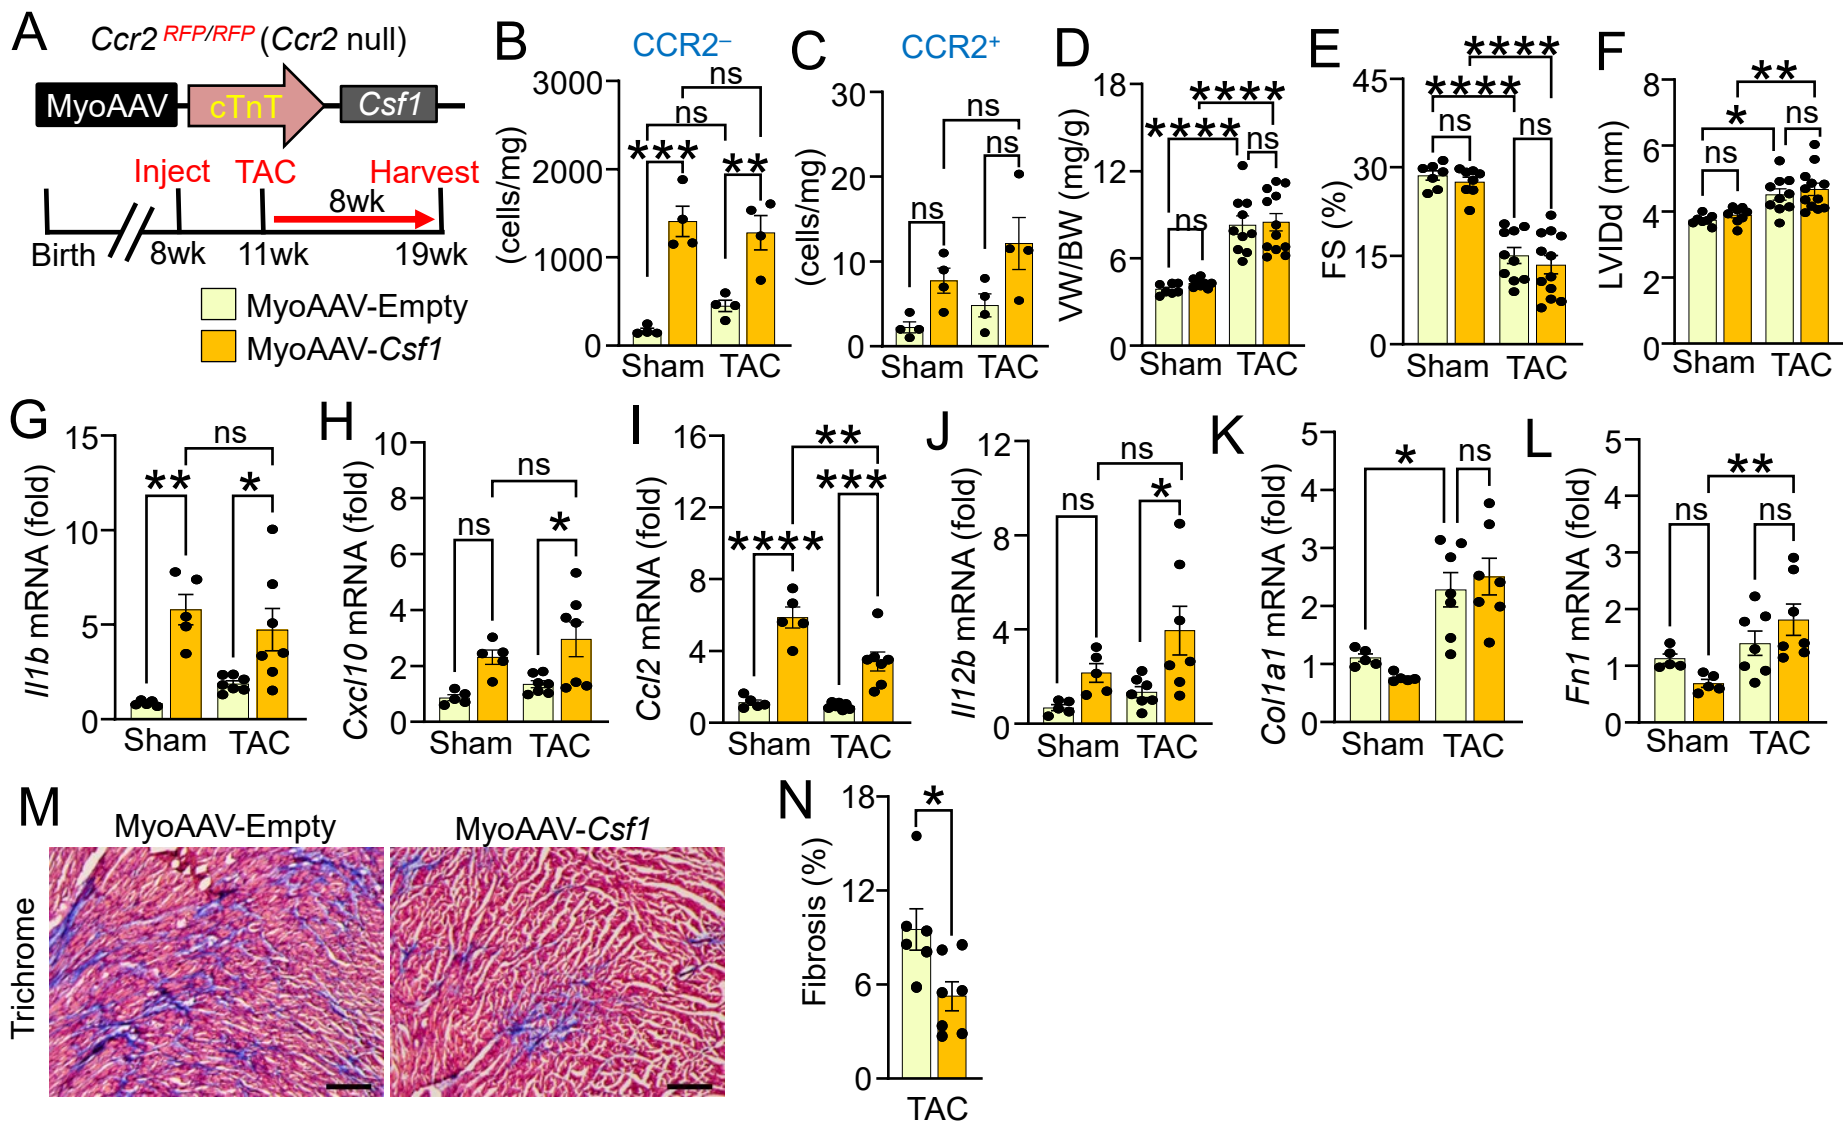 A
Ccr2 RFP/RFP (Ccr2 null)
MyoAAV cTnT Csf1
Inject TAC Harvest
8wk
Birth 8wk 11wk 19wk
MyoAAV-Empty
MyoAAV-Csf1
B
CCR2–
(cells/mg)
3000
2000
1000
0
ns
ns
*** **
Sham TAC
C
CCR2+
(cells/mg)
30
20
10
0
ns
ns
ns
Sham TAC
D
VW/BW (mg/g)
18
12
6
0
****
****
ns
ns
Sham TAC
E
FS (%)
45
30
15
0
****
****
ns ns
Sham TAC
F
LVIDd (mm)
8
6
4
2
0
**
* ns
ns
Sham TAC
G
Il1b mRNA (fold)
15
10
5
0
ns
** *
Sham TAC
H
Cxcl10 mRNA (fold)
10
8
6
4
2
0
ns
ns *
Sham TAC
I
Ccl2 mRNA (fold)
16
12
8
4
0
**
***
****
Sham TAC
J
Il12b mRNA (fold)
12
8
4
0
ns
ns *
Sham TAC
K
Col1a1 mRNA (fold)
5
4
3
2
1
0
* ns
Sham TAC
L
Fn1 mRNA (fold)
5
4
3
2
1
0
**
ns ns
Sham TAC
M
MyoAAV-Empty MyoAAV-Csf1
Trichrome
N
Fibrosis (%)
18
12
6
0
*
TAC